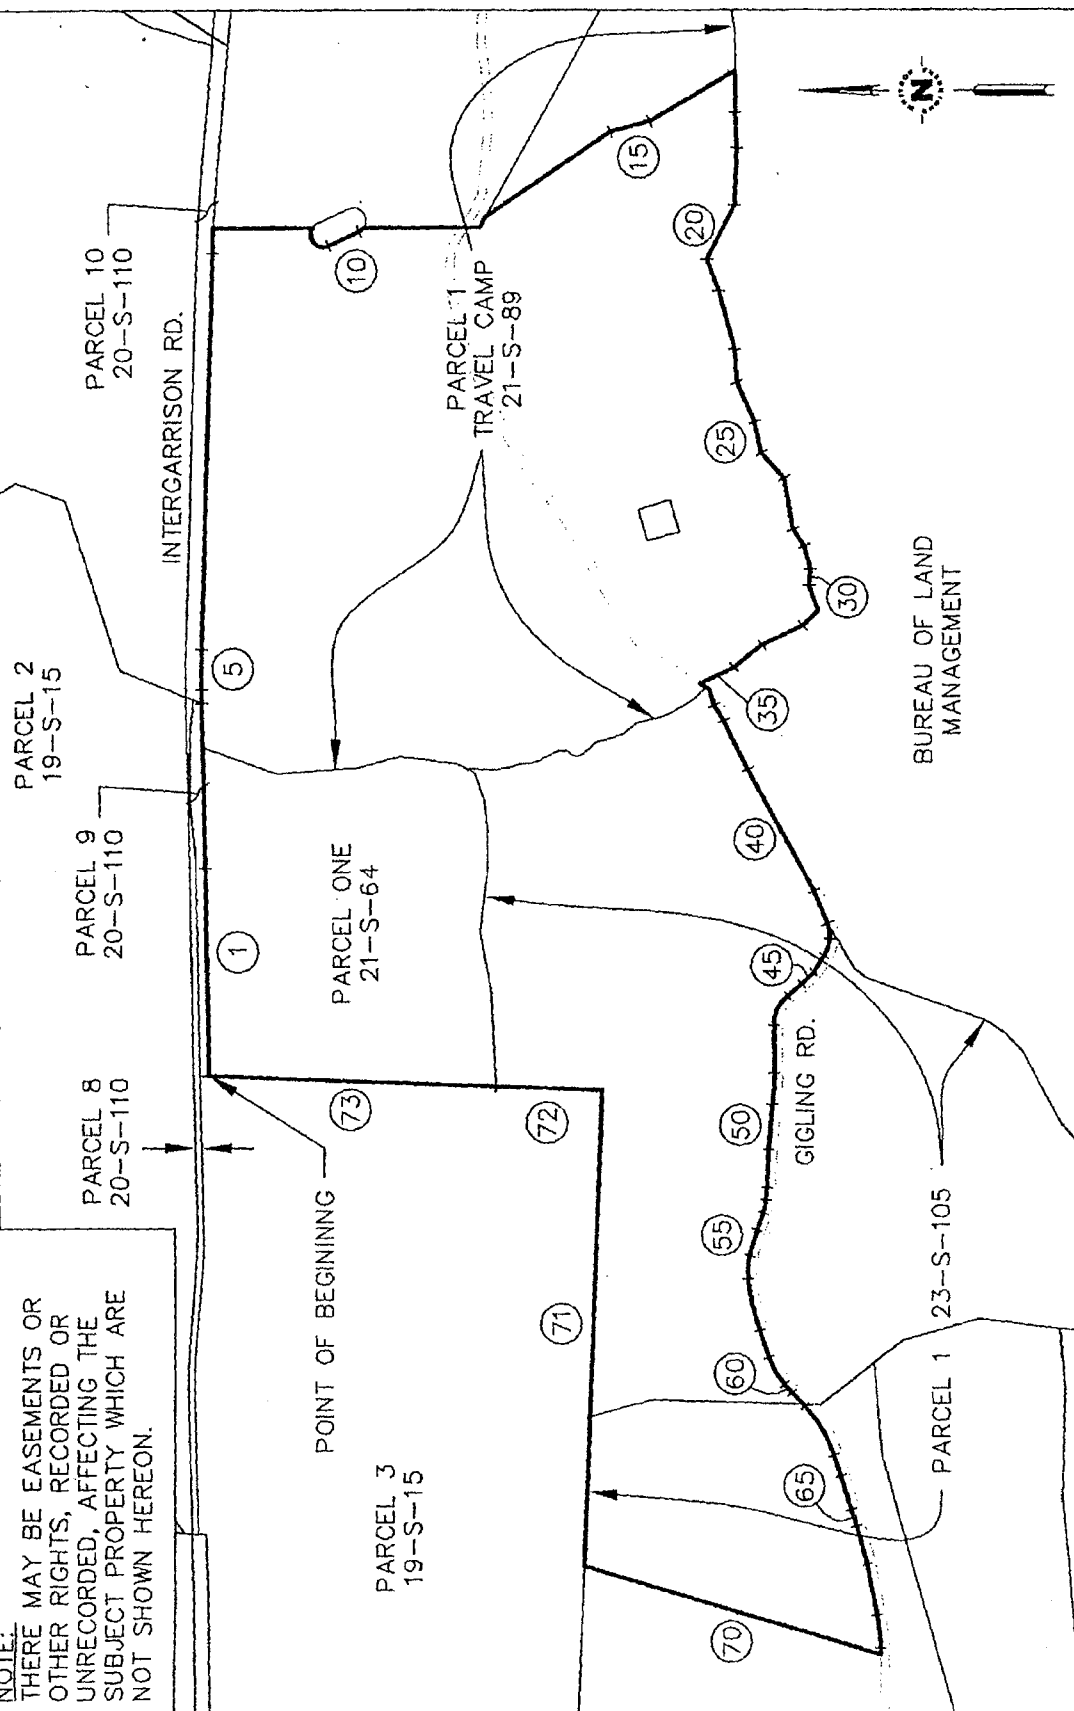 NOTE:
THERE MAY BE EASEMENTS OR
OTHER RIGHTS, RECORDED OR
UNRECORDED, AFFECTING THE
SUBJECT PROPERTY WHICH ARE
NOT SHOWN HEREON.
PARCEL 2
19-S-15
PARCEL 8
20-S-110
PARCEL 9
20-S-110
PARCEL 10
20-S-110
INTERGARRISON RD.
1
5
10
POINT OF BEGININNG
73
72
71
70
PARCEL ONE
21-S-64
PARCEL 1
TRAVEL CAMP
21-S-89
PARCEL 3
19-S-15
15
20
25
30
35
40
45
50
55
60
65
GIGLING RD.
BUREAU OF LAND
MANAGEMENT
PARCEL 1 23-S-105
N